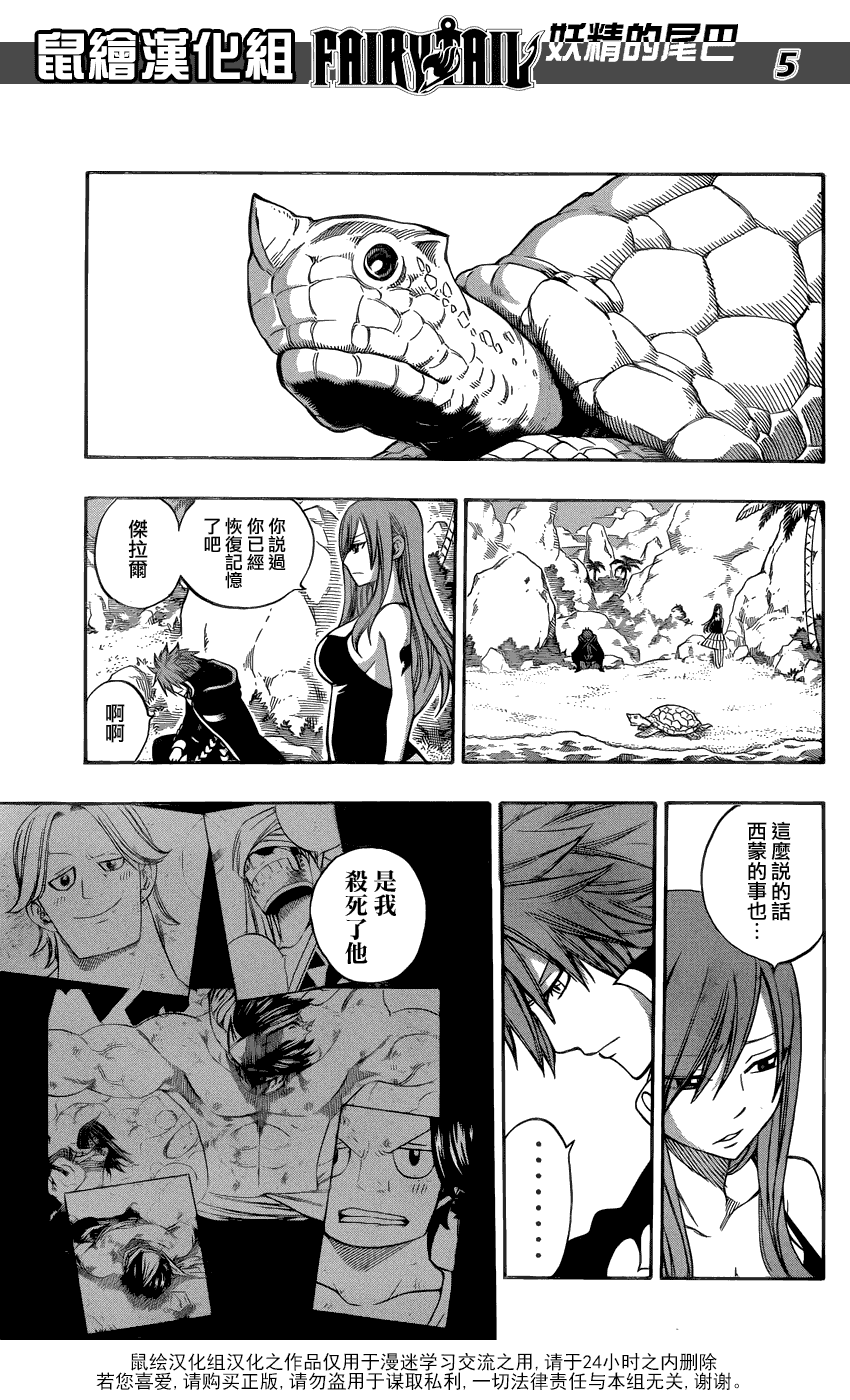 鼠繪漢化組 FAIRY TAIL 妖精的尾巴 5
你說過
你已經
恢復記憶
了吧
傑拉爾
啊
啊
這麼説的話
西蒙的事也…
………
是我
殺死了他
鼠绘汉化组汉化之作品仅用于漫迷学习交流之用，请于24小时之内删除
若您喜爱，请购买正版，请勿盗用于谋取私利，一切法律责任与本组无关，谢谢。